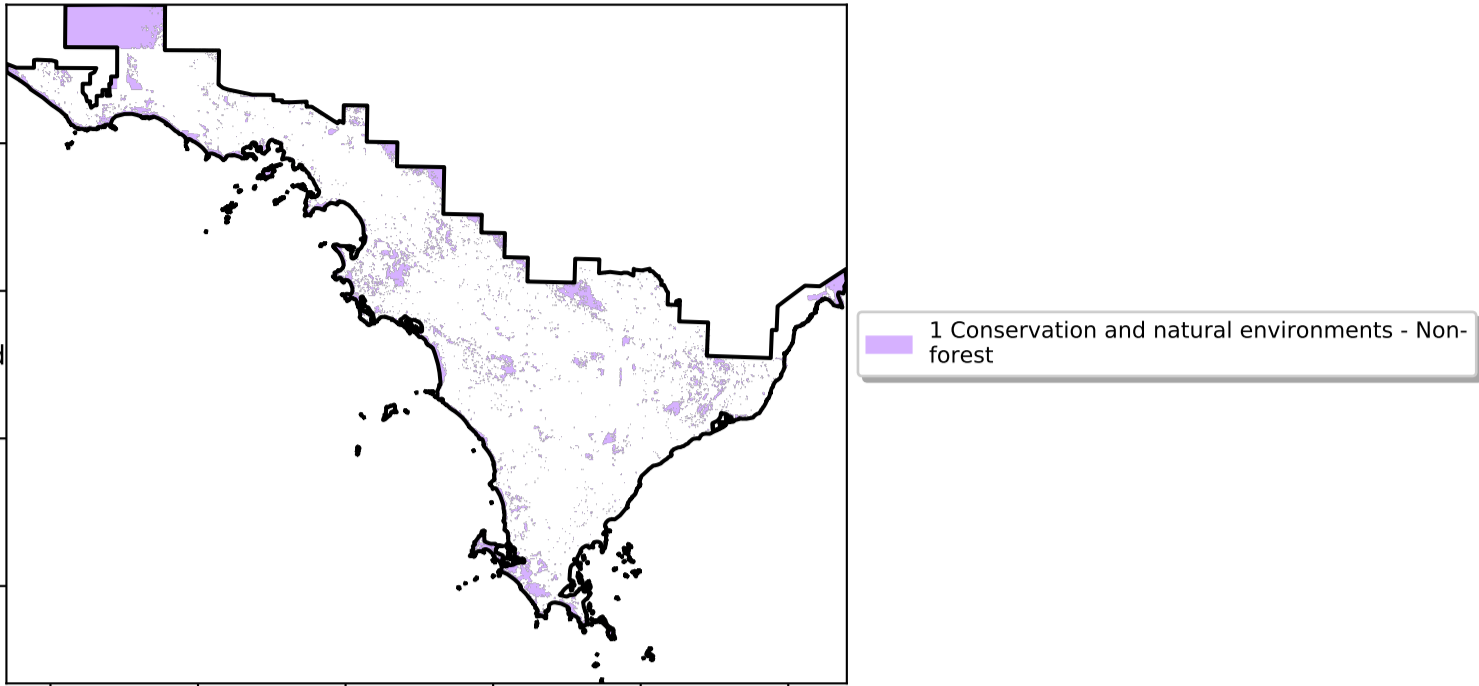 1 Conservation and natural environments - Non-
forest